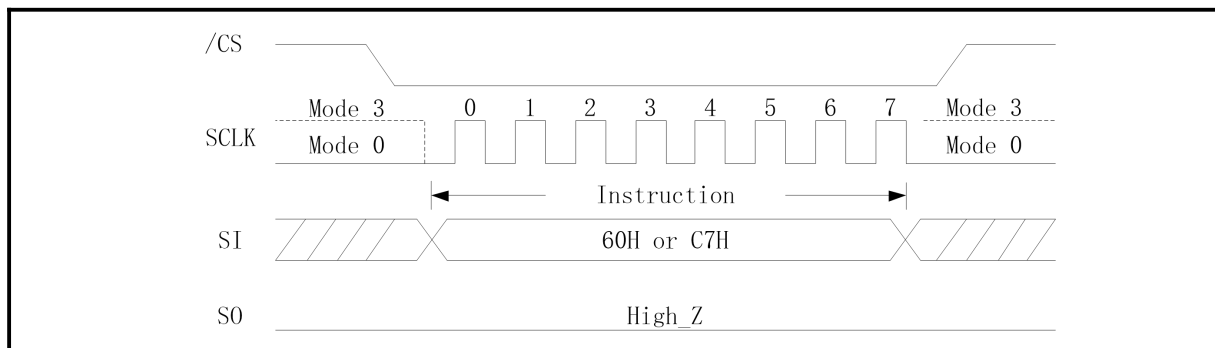 /CS
Mode 3 0 1 2 3 4 5 6 7 Mode 3
SCLK
Mode 0 Mode 0
Instruction
SI 60H or C7H
SO High_Z